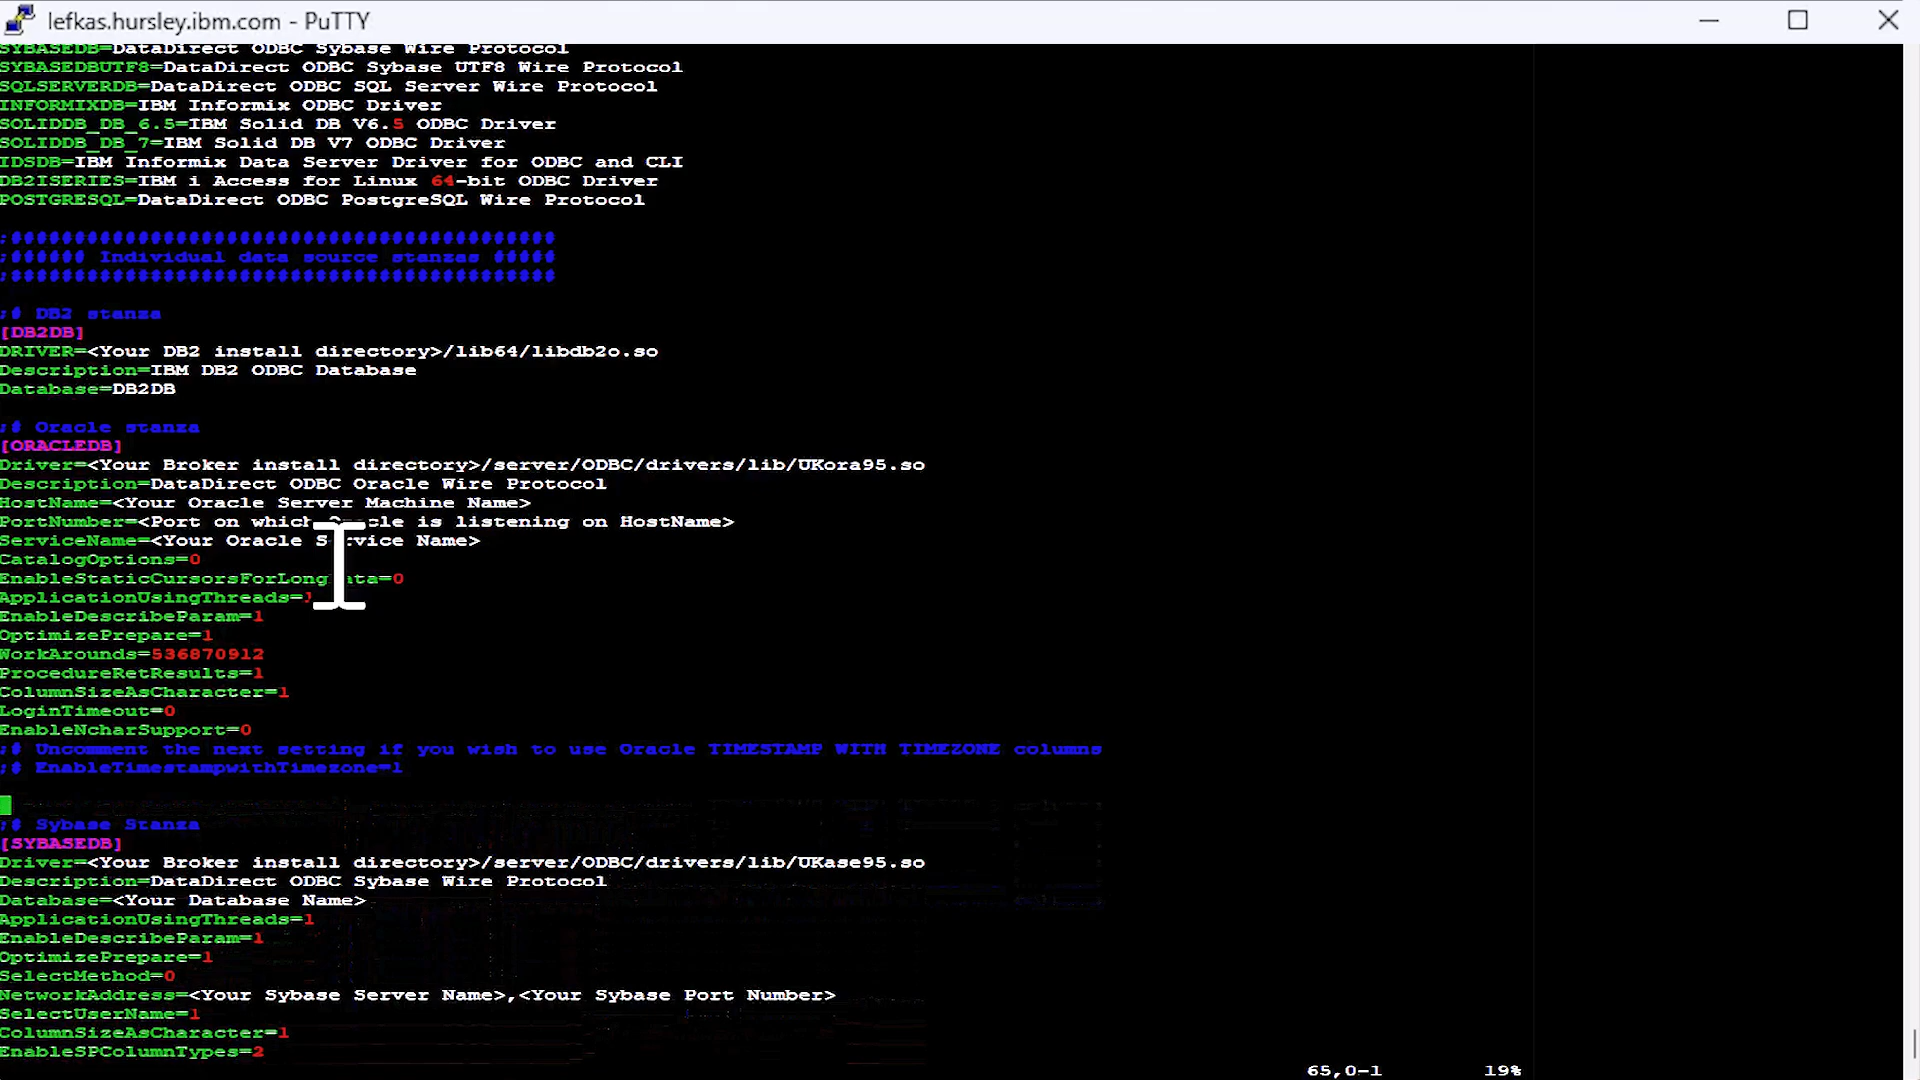 lefkas.hursley.ibm.com - PuTTY
SYBASEDB=DataDirect ODBC Sybase Wire Protocol
SYBASEDBUTF8=DataDirect ODBC Sybase UTF8 Wire Protocol
SQLSERVERDB=DataDirect ODBC SQL Server Wire Protocol
INFORMIXDB=IBM Informix ODBC Driver
SOLIDDB_DB_6.5=IBM Solid DB V6.5 ODBC Driver
SOLIDDB_DB_7=IBM Solid DB V7 ODBC Driver
IDSDB=IBM Informix Data Server Driver for ODBC and CLI
DB2ISERIES=IBM i Access for Linux 64-bit ODBC Driver
POSTGRESQL=DataDirect ODBC PostgreSQL Wire Protocol
;###########################################
;###### Individual data source stanzas #####
;###########################################
;# DB2 stanza
[DB2DB]
DRIVER=<Your DB2 install directory>/lib64/libdb2o.so
Description=IBM DB2 ODBC Database
Database=DB2DB
;# Oracle stanza
[ORACLEDB]
Driver=<Your Broker install directory>/server/ODBC/drivers/lib/UKora95.so
Description=DataDirect ODBC Oracle Wire Protocol
HostName=<Your Oracle Server Machine Name>
PortNumber=<Port on which Oracle is listening on HostName>
ServiceName=<Your Oracle Service Name>
CatalogOptions=0
EnableStaticCursorsForLongData=0
ApplicationUsingThreads=1
EnableDescribeParam=1
OptimizePrepare=1
WorkArounds=536870912
ProcedureRetResults=1
ColumnSizeAsCharacter=1
LoginTimeout=0
EnableNcharSupport=0
;# Uncomment the next setting if you wish to use Oracle TIMESTAMP WITH TIMEZONE columns
;# EnableTimestampwithTimezone=1
;# Sybase Stanza
[SYBASEDB]
Driver=<Your Broker install directory>/server/ODBC/drivers/lib/UKase95.so
Description=DataDirect ODBC Sybase Wire Protocol
Database=<Your Database Name>
ApplicationUsingThreads=1
EnableDescribeParam=1
OptimizePrepare=1
SelectMethod=0
NetworkAddress=<Your Sybase Server Name>,<Your Sybase Port Number>
SelectUserName=1
ColumnSizeAsCharacter=1
EnableSPColumnTypes=2
65,0-1 19%